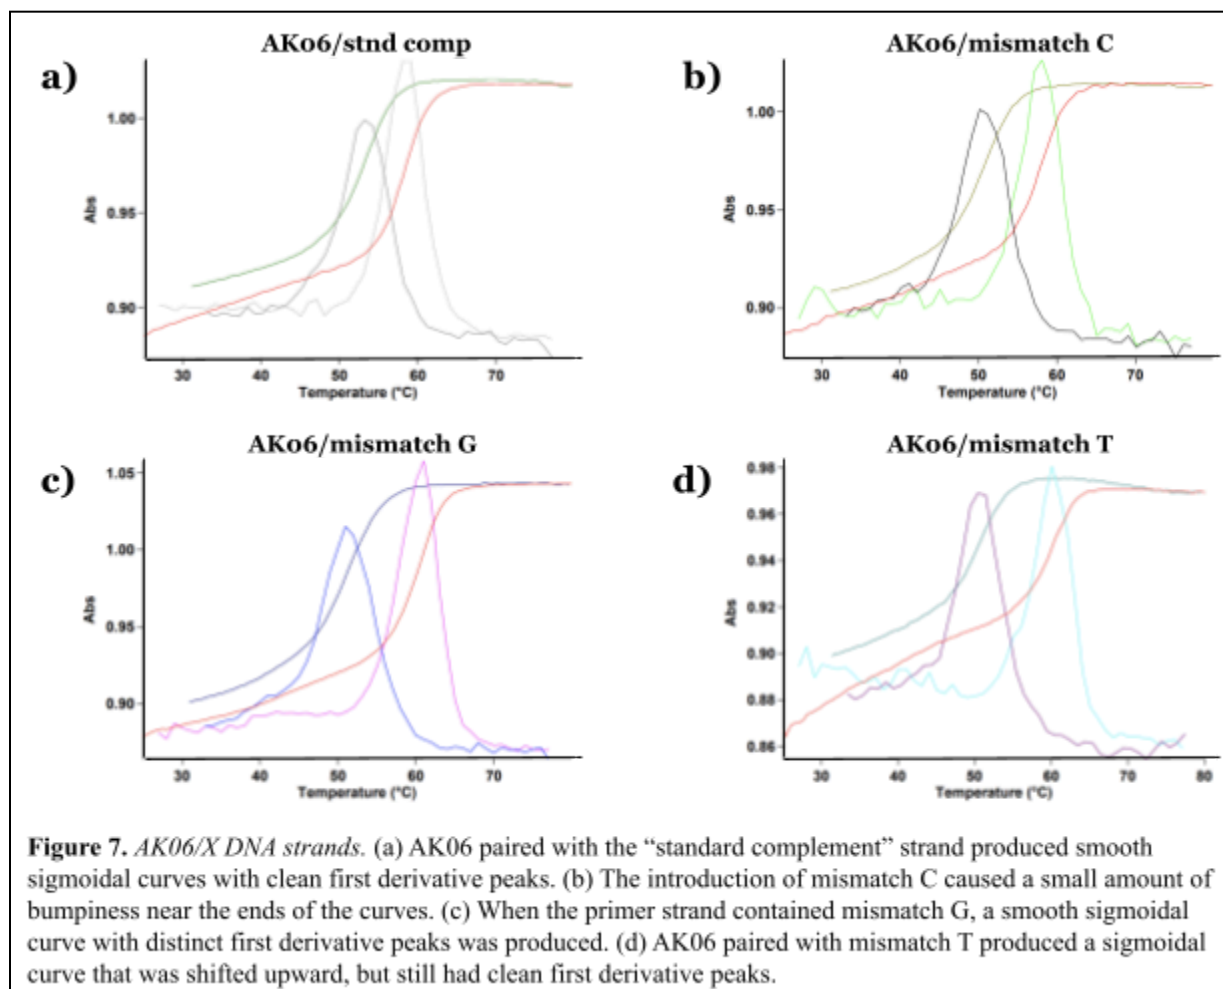 AK06/stnd comp
a)
1.00
0.95
0.90
Abs
30 40 50 60 70
Temperature (°C)
AK06/mismatch C
b)
1.00
0.95
0.90
Abs
30 40 50 60 70
Temperature (°C)
AK06/mismatch G
c)
1.05
1.00
0.95
0.90
Abs
30 40 50 60 70
Temperature (°C)
AK06/mismatch T
d)
0.98
0.96
0.94
0.92
0.90
0.88
0.86
Abs
30 40 50 60 70 80
Temperature (°C)
Figure 7. AK06/X DNA strands. (a) AK06 paired with the “standard complement” strand produced smooth
sigmoidal curves with clean first derivative peaks. (b) The introduction of mismatch C caused a small amount of
bumpiness near the ends of the curves. (c) When the primer strand contained mismatch G, a smooth sigmoidal
curve with distinct first derivative peaks was produced. (d) AK06 paired with mismatch T produced a sigmoidal
curve that was shifted upward, but still had clean first derivative peaks.